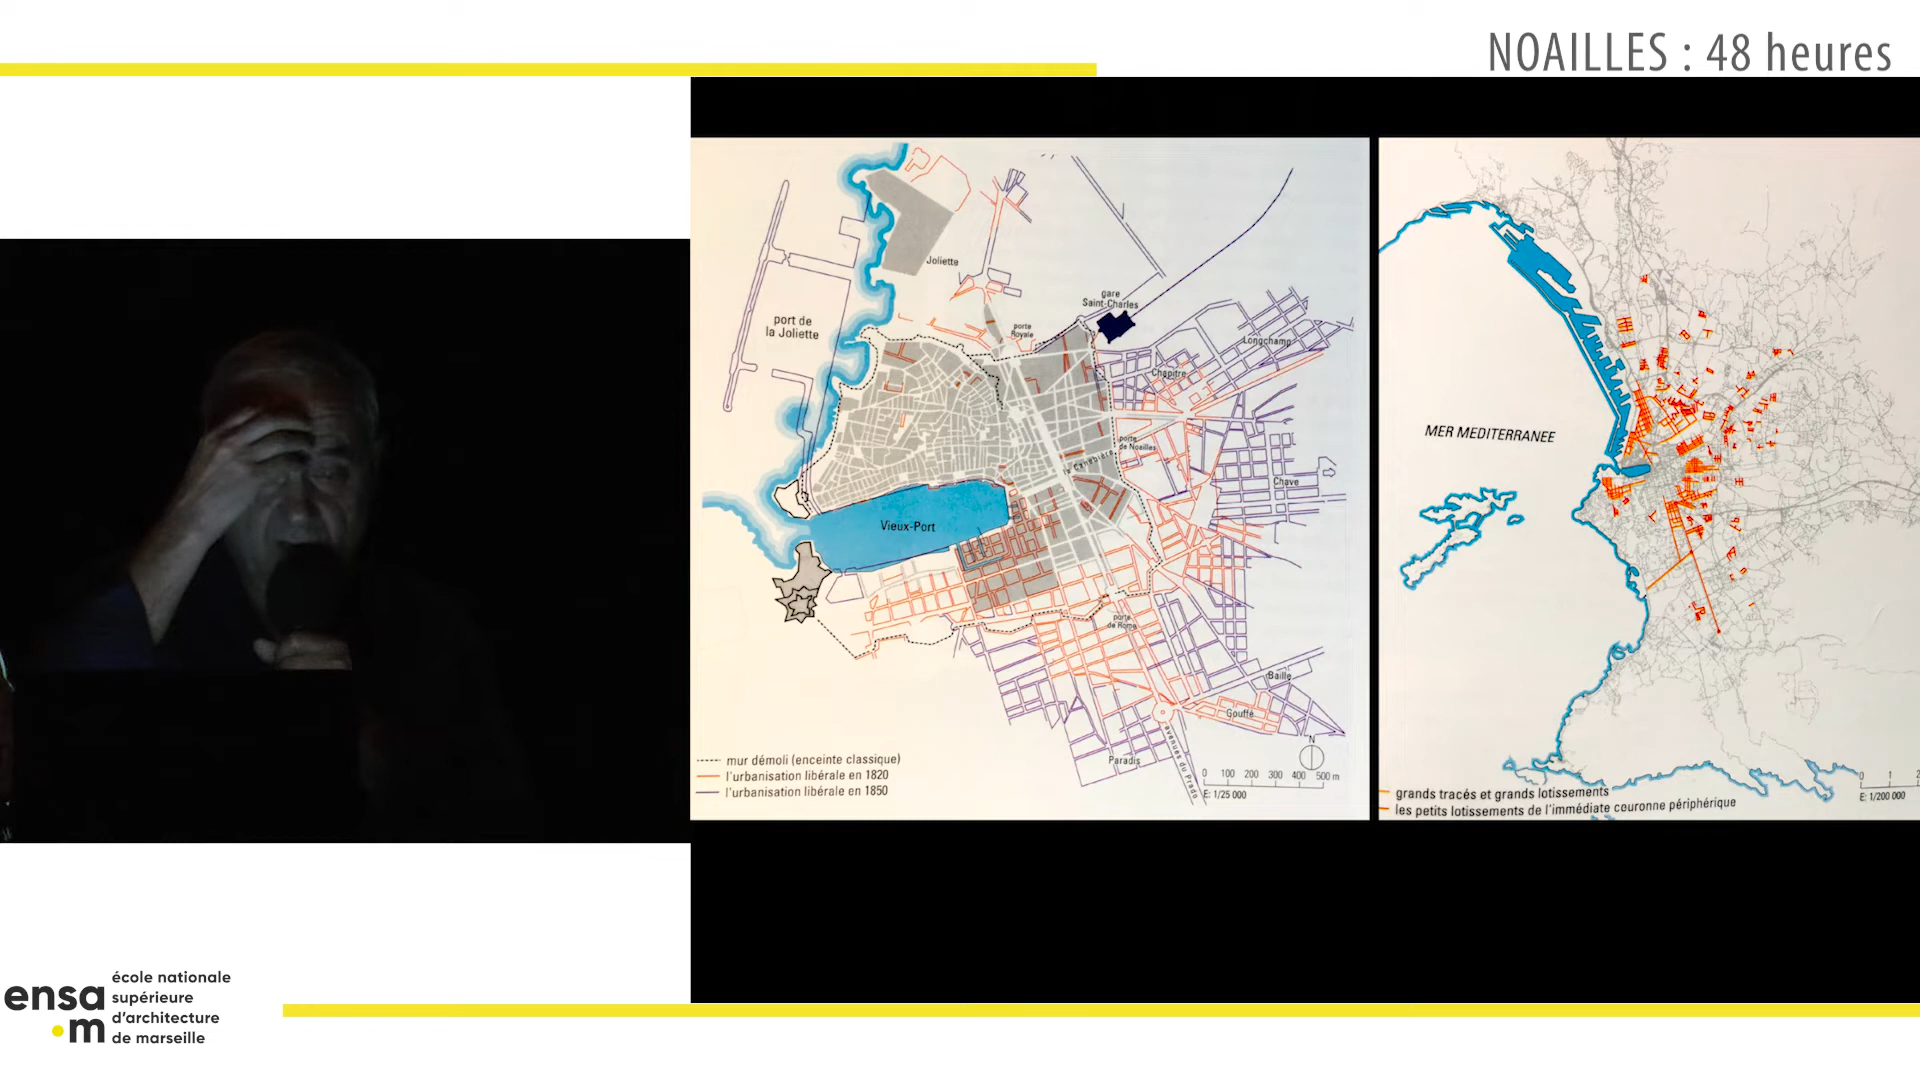 NOAILLES : 48 heures
Joliette
port de
la Joliette
gare
Saint-Charles
porte
Royale
Longchamp
Chapitre
porte
de Noailles
la Canebière
Chave
Vieux-Port
porte
de Rome
Baille
Gouffé
Paradis
avenues du Prado
N
0 100 200 300 400 500 m
E: 1/25 000
mur démoli (enceinte classique)
l'urbanisation libérale en 1820
l'urbanisation libérale en 1850
MER MEDITERRANEE
0 1 2
E: 1/200 000
grands tracés et grands lotissements
les petits lotissements de l'immédiate couronne périphérique
ensa
•m
école nationale
supérieure
d'architecture
de marseille